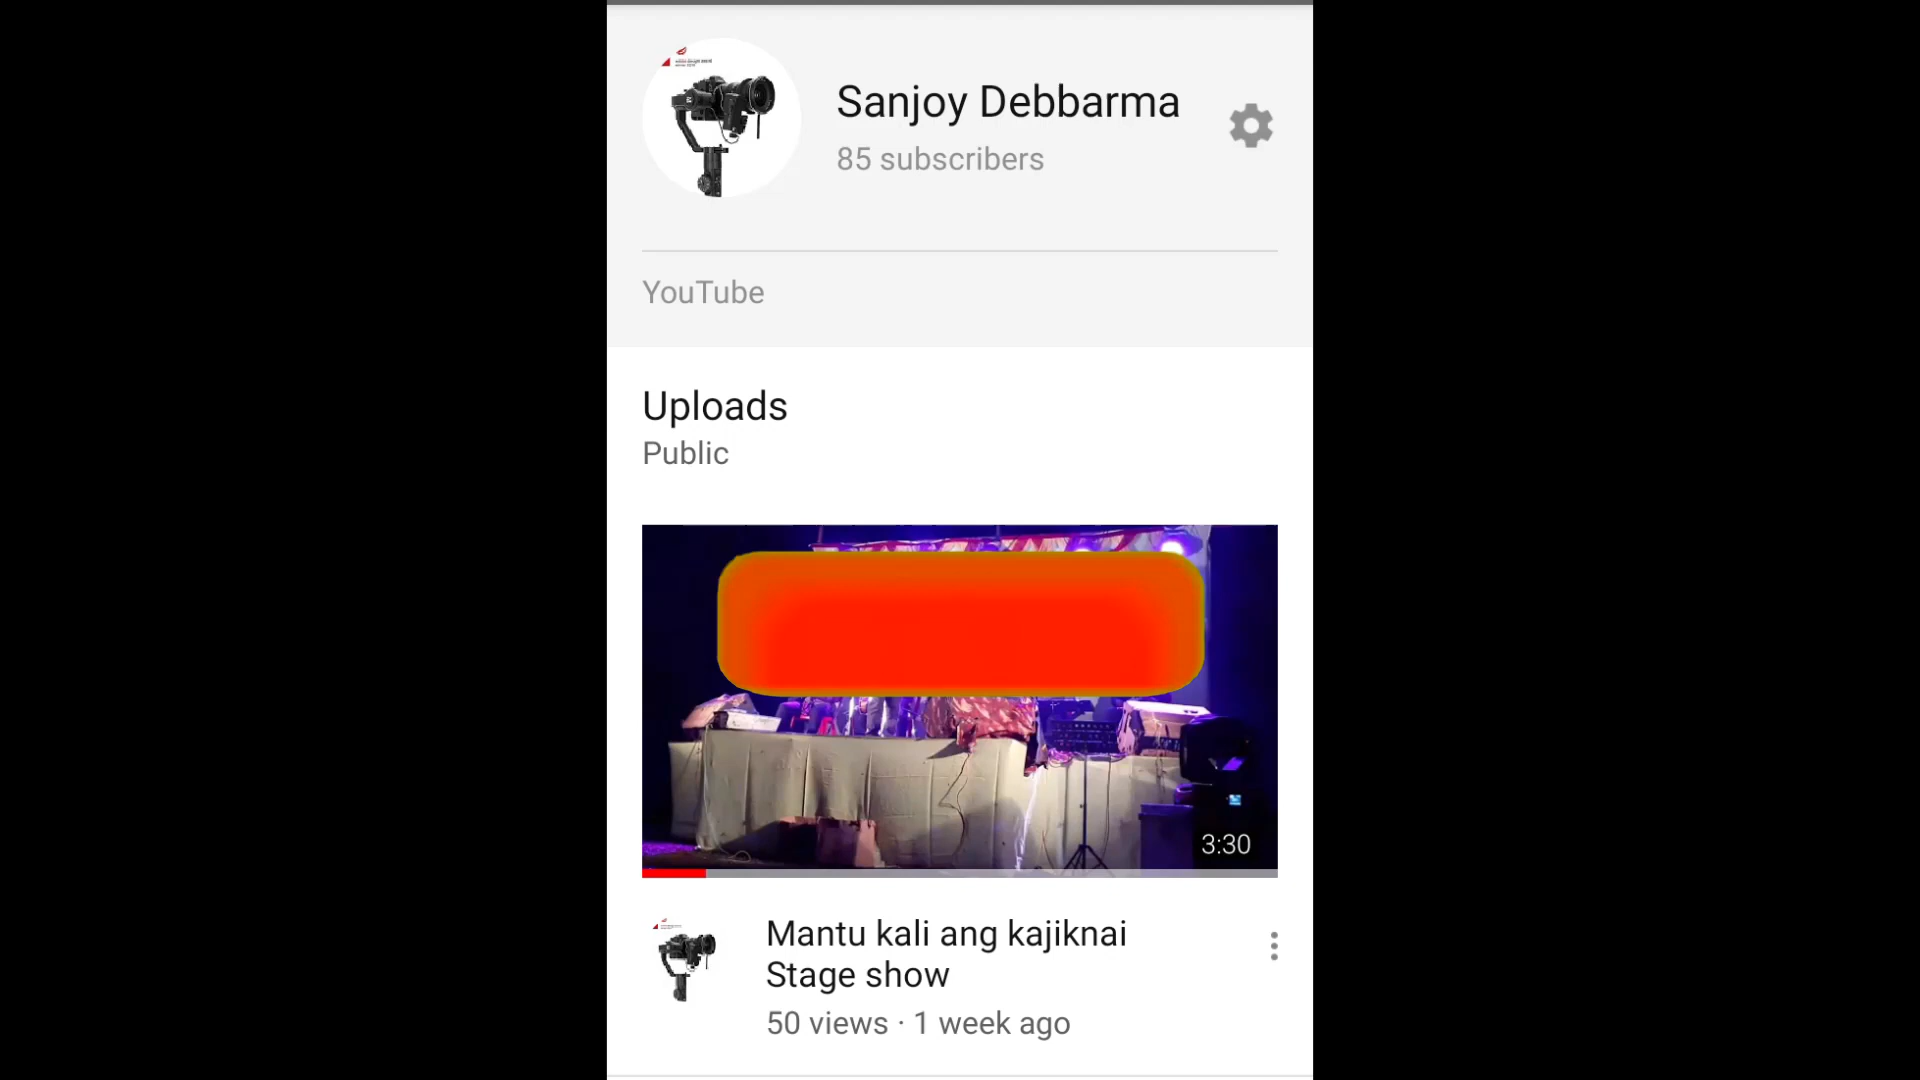 Sanjoy Debbarma
85 subscribers
YouTube
Uploads
Public
3:30
Mantu kali ang kajiknai
Stage show
50 views · 1 week ago